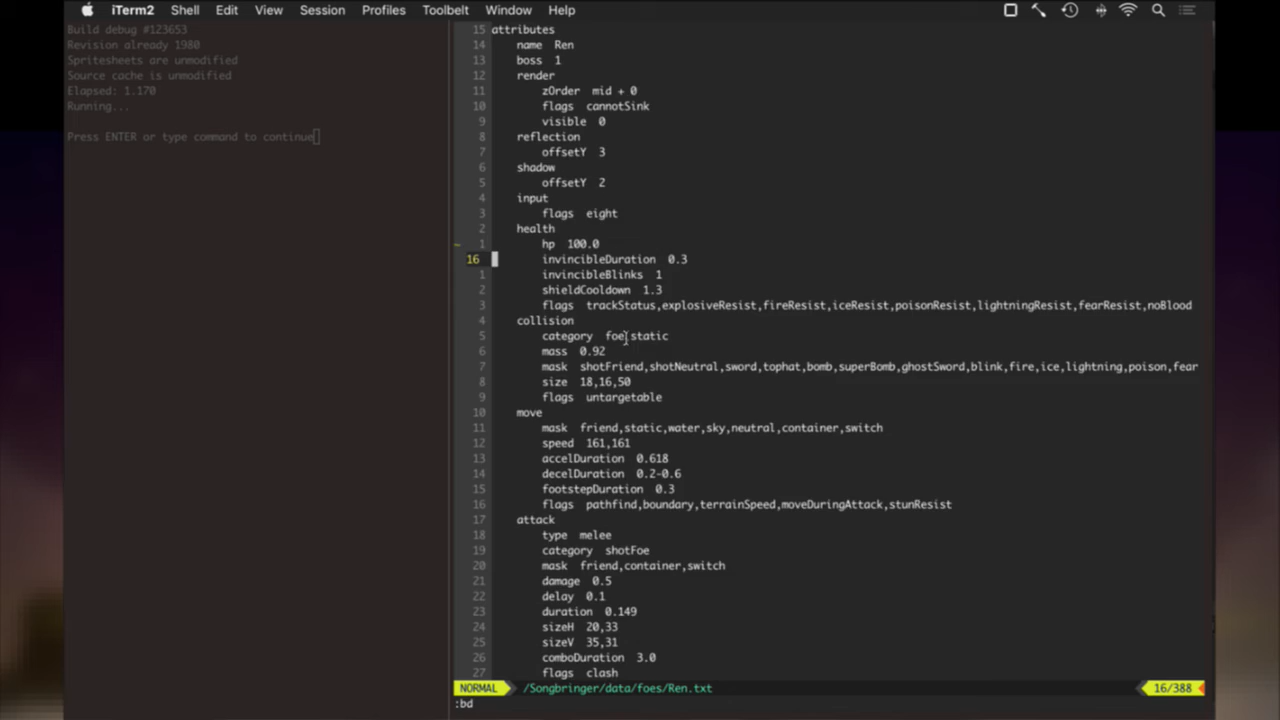 iTerm2 Shell Edit View Session Profiles Toolbelt Window Help
Build debug #123653
Revision already 1980
Spritesheets are unmodified
Source cache is unmodified
Elapsed: 1.170
Running...
Press ENTER or type command to continue
15 attributes
14 name Ren
13 boss 1
12 render
11 zOrder mid + 0
10 flags cannotSink
9 visible 0
8 reflection
7 offsetY 3
6 shadow
5 offsetY 2
4 input
3 flags eight
2 health
~ 1 hp 100.0
16 invincibleDuration 0.3
1 invincibleBlinks 1
2 shieldCooldown 1.3
3 flags trackStatus,explosiveResist,fireResist,iceResist,poisonResist,lightningResist,fearResist,noBlood
4 collision
5 category foe,static
6 mass 0.92
7 mask shotFriend,shotNeutral,sword,tophat,bomb,superBomb,ghostSword,blink,fire,ice,lightning,poison,fear
8 size 18,16,50
9 flags untargetable
10 move
11 mask friend,static,water,sky,neutral,container,switch
12 speed 161,161
13 accelDuration 0.618
14 decelDuration 0.2-0.6
15 footstepDuration 0.3
16 flags pathfind,boundary,terrainSpeed,moveDuringAttack,stunResist
17 attack
18 type melee
19 category shotFoe
20 mask friend,container,switch
21 damage 0.5
22 delay 0.1
23 duration 0.149
24 sizeH 20,33
25 sizeV 35,31
26 comboDuration 3.0
27 flags clash
NORMAL /Songbringer/data/foes/Ren.txt 16/388
:bd